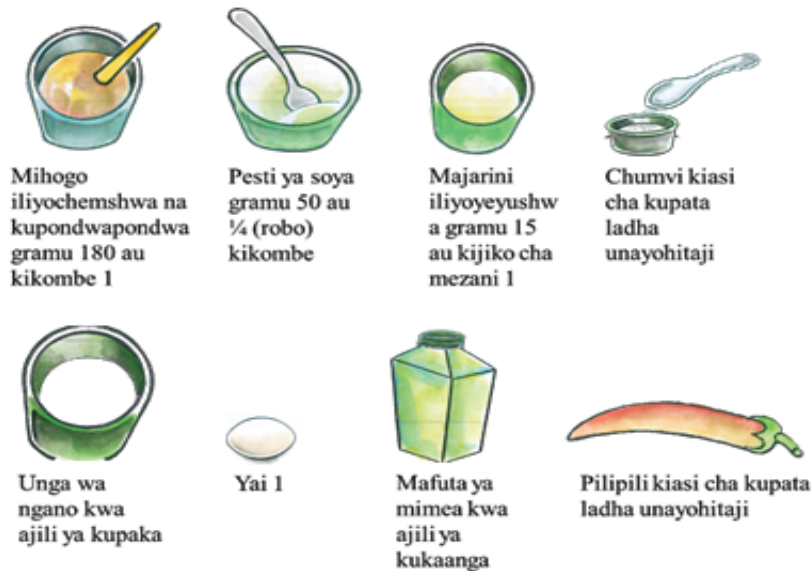 Mihogo
iliyochemshwa na
kupondwapondwa
gramu 180 au
kikombe 1
Pesti ya soya
gramu 50 au
¼ (robo)
kikombe
Majarini
iliyoyeyushw
a gramu 15
au kijiko cha
mezani 1
Chumvi kiasi
cha kupata
ladha
unayohitaji
Unga wa
ngano kwa
ajili ya kupaka
Yai 1
Mafuta ya
mimea kwa
ajili ya
kukaanga
Pilipili kiasi cha kupata
ladha unayohitaji